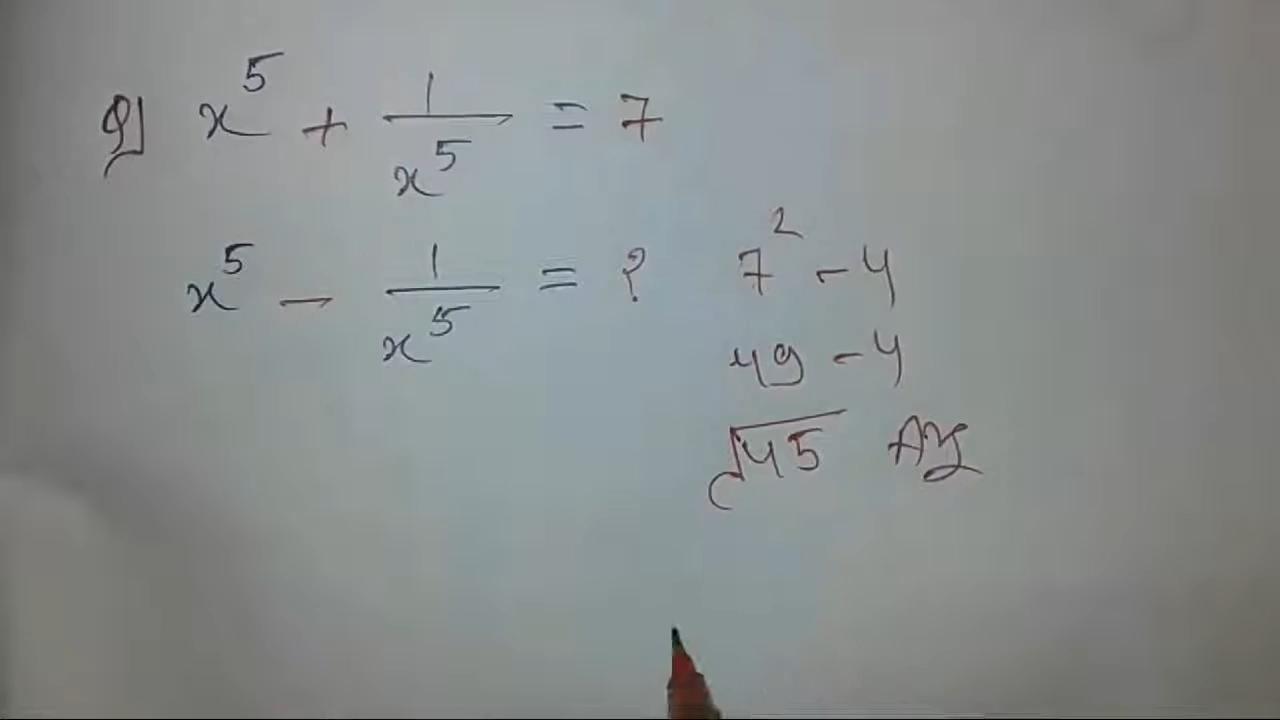 Q] x⁵ + 1/x⁵ = 7
x⁵ - 1/x⁵ = ?
7² - 4
49 - 4
√45 Ans